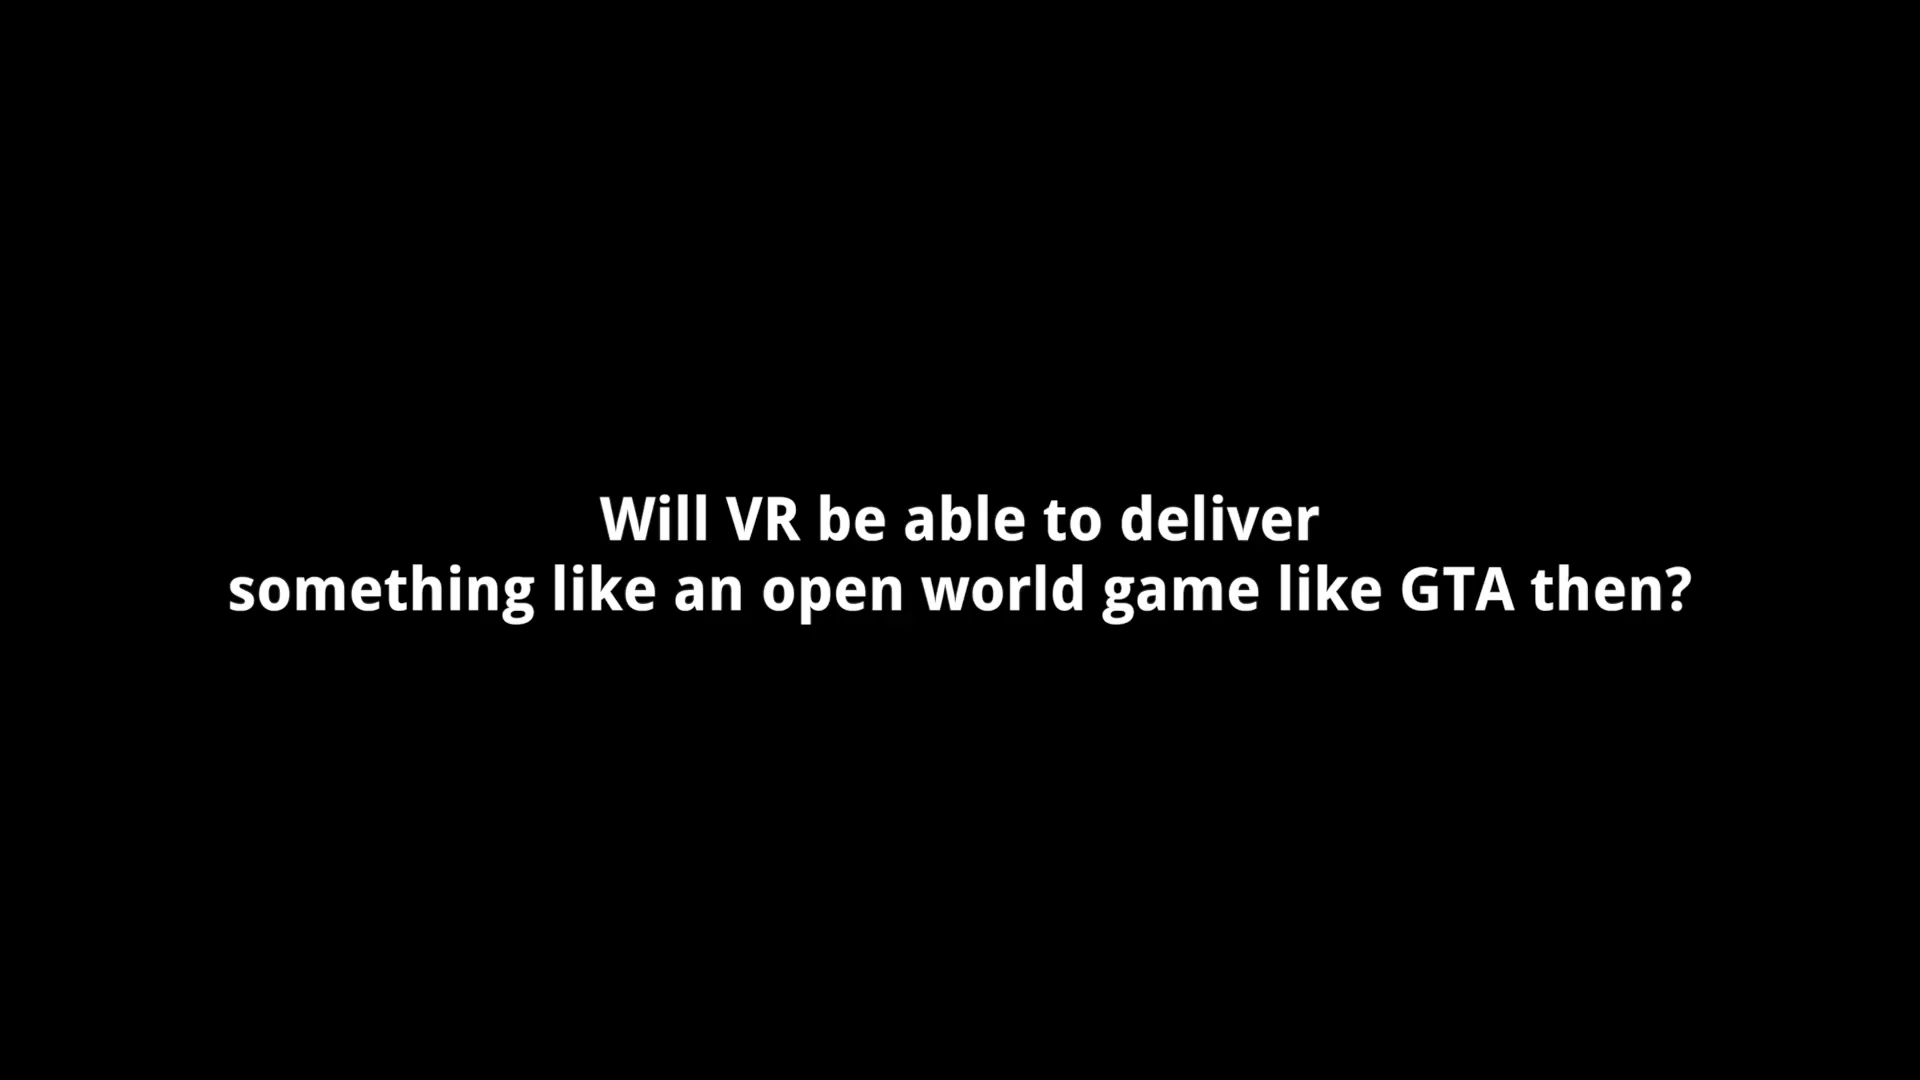 Will VR be able to deliver
something like an open world game like GTA then?